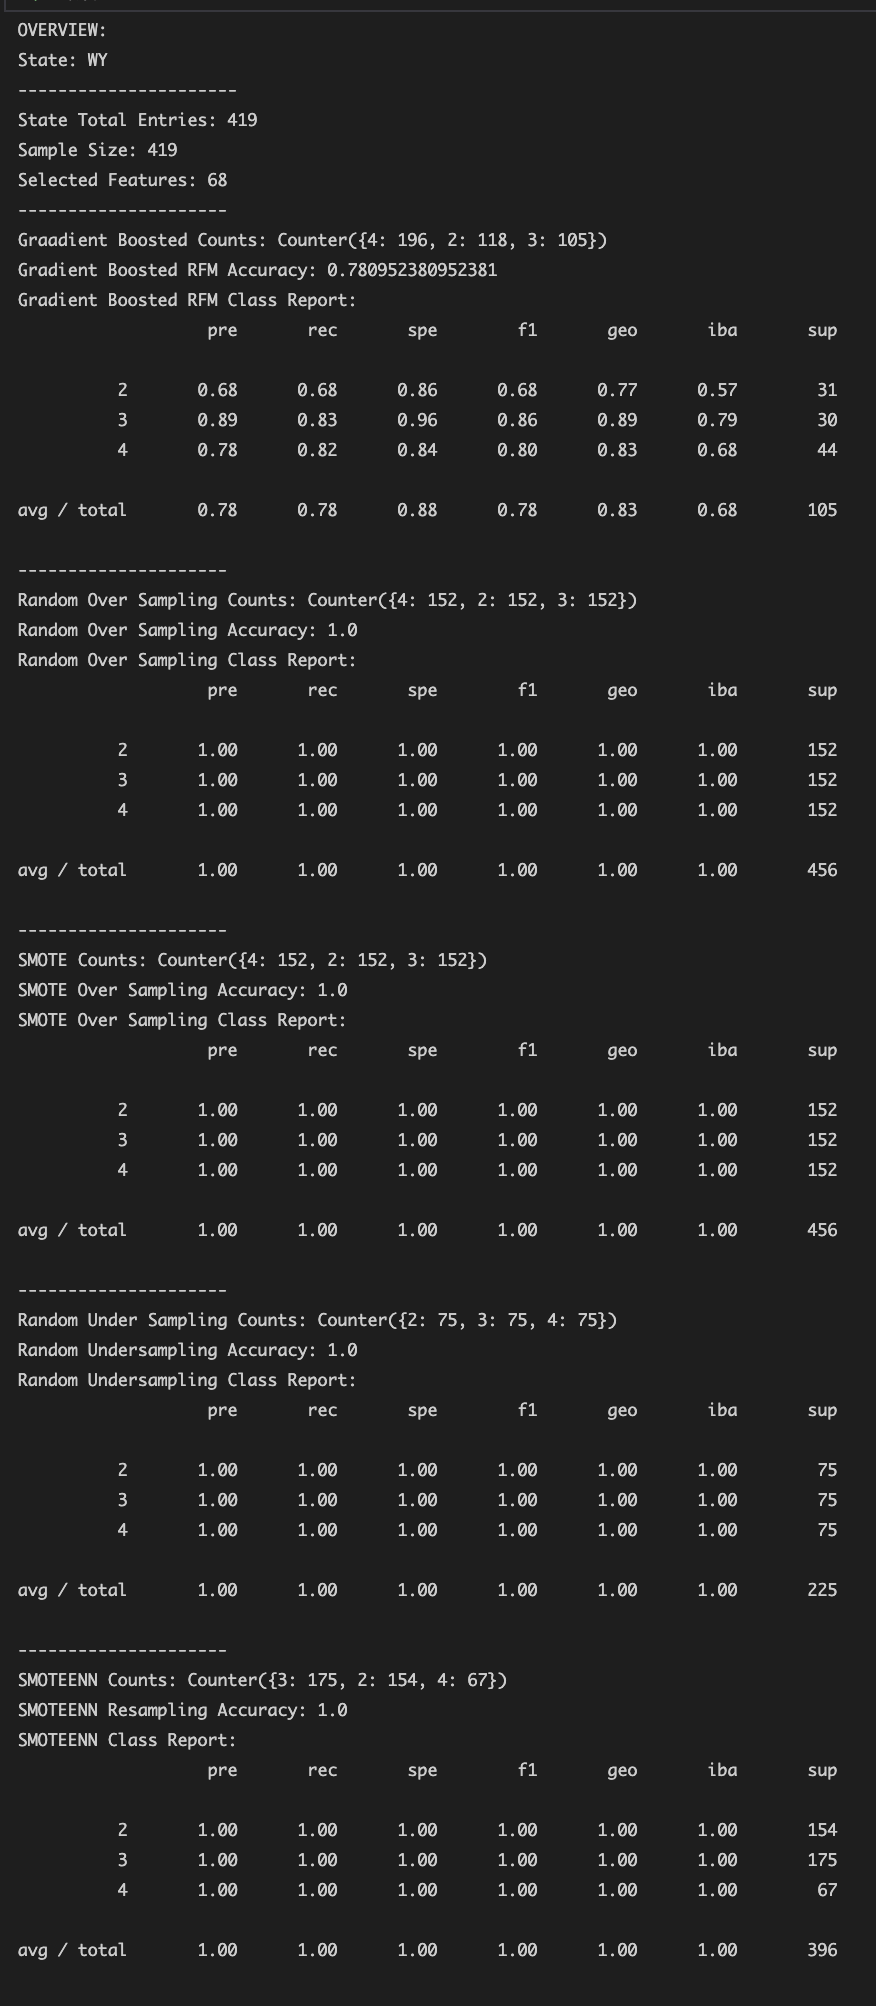 OVERVIEW:
State: WY
----------------------
State Total Entries: 419
Sample Size: 419
Selected Features: 68
---------------------
Graadient Boosted Counts: Counter({4: 196, 2: 118, 3: 105})
Gradient Boosted RFM Accuracy: 0.780952380952381
Gradient Boosted RFM Class Report:
pre rec spe f1 geo iba sup
2 0.68 0.68 0.86 0.68 0.77 0.57 31
3 0.89 0.83 0.96 0.86 0.89 0.79 30
4 0.78 0.82 0.84 0.80 0.83 0.68 44
avg / total 0.78 0.78 0.88 0.78 0.83 0.68 105
---------------------
Random Over Sampling Counts: Counter({4: 152, 2: 152, 3: 152})
Random Over Sampling Accuracy: 1.0
Random Over Sampling Class Report:
pre rec spe f1 geo iba sup
2 1.00 1.00 1.00 1.00 1.00 1.00 152
3 1.00 1.00 1.00 1.00 1.00 1.00 152
4 1.00 1.00 1.00 1.00 1.00 1.00 152
avg / total 1.00 1.00 1.00 1.00 1.00 1.00 456
---------------------
SMOTE Counts: Counter({4: 152, 2: 152, 3: 152})
SMOTE Over Sampling Accuracy: 1.0
SMOTE Over Sampling Class Report:
pre rec spe f1 geo iba sup
2 1.00 1.00 1.00 1.00 1.00 1.00 152
3 1.00 1.00 1.00 1.00 1.00 1.00 152
4 1.00 1.00 1.00 1.00 1.00 1.00 152
avg / total 1.00 1.00 1.00 1.00 1.00 1.00 456
---------------------
Random Under Sampling Counts: Counter({2: 75, 3: 75, 4: 75})
Random Undersampling Accuracy: 1.0
Random Undersampling Class Report:
pre rec spe f1 geo iba sup
2 1.00 1.00 1.00 1.00 1.00 1.00 75
3 1.00 1.00 1.00 1.00 1.00 1.00 75
4 1.00 1.00 1.00 1.00 1.00 1.00 75
avg / total 1.00 1.00 1.00 1.00 1.00 1.00 225
---------------------
SMOTEENN Counts: Counter({3: 175, 2: 154, 4: 67})
SMOTEENN Resampling Accuracy: 1.0
SMOTEENN Class Report:
pre rec spe f1 geo iba sup
2 1.00 1.00 1.00 1.00 1.00 1.00 154
3 1.00 1.00 1.00 1.00 1.00 1.00 175
4 1.00 1.00 1.00 1.00 1.00 1.00 67
avg / total 1.00 1.00 1.00 1.00 1.00 1.00 396